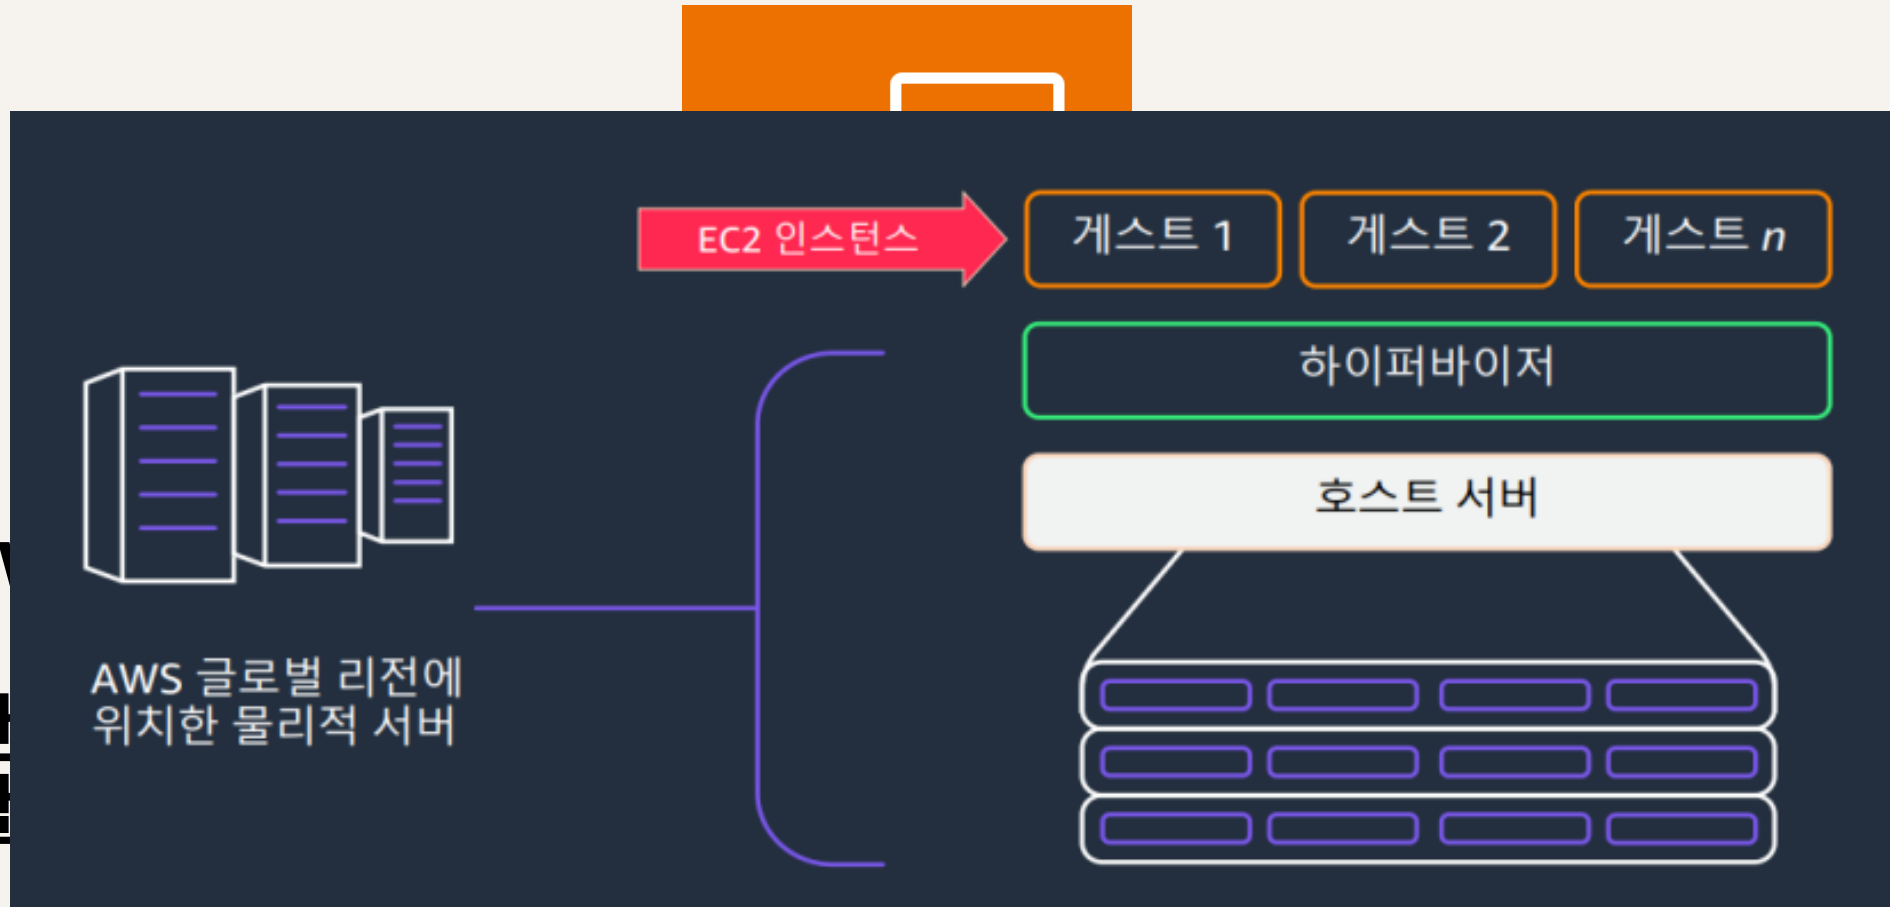 EC2 인스턴스
게스트 1
게스트 2
게스트 n
하이퍼바이저
호스트 서버
AWS 글로벌 리전에
위치한 물리적 서버